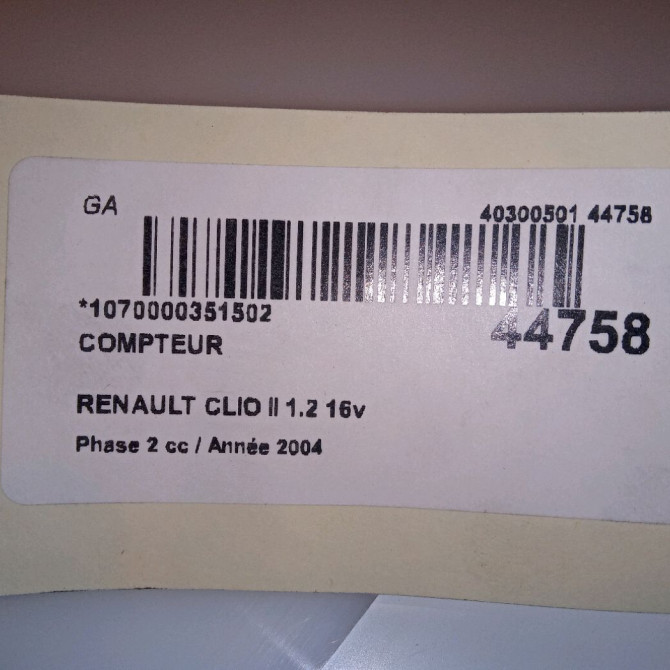 GA
40300501 44758
*1070000351502
44758
COMPTEUR
RENAULT CLIO II 1.2 16v
Phase 2 cc / Année 2004